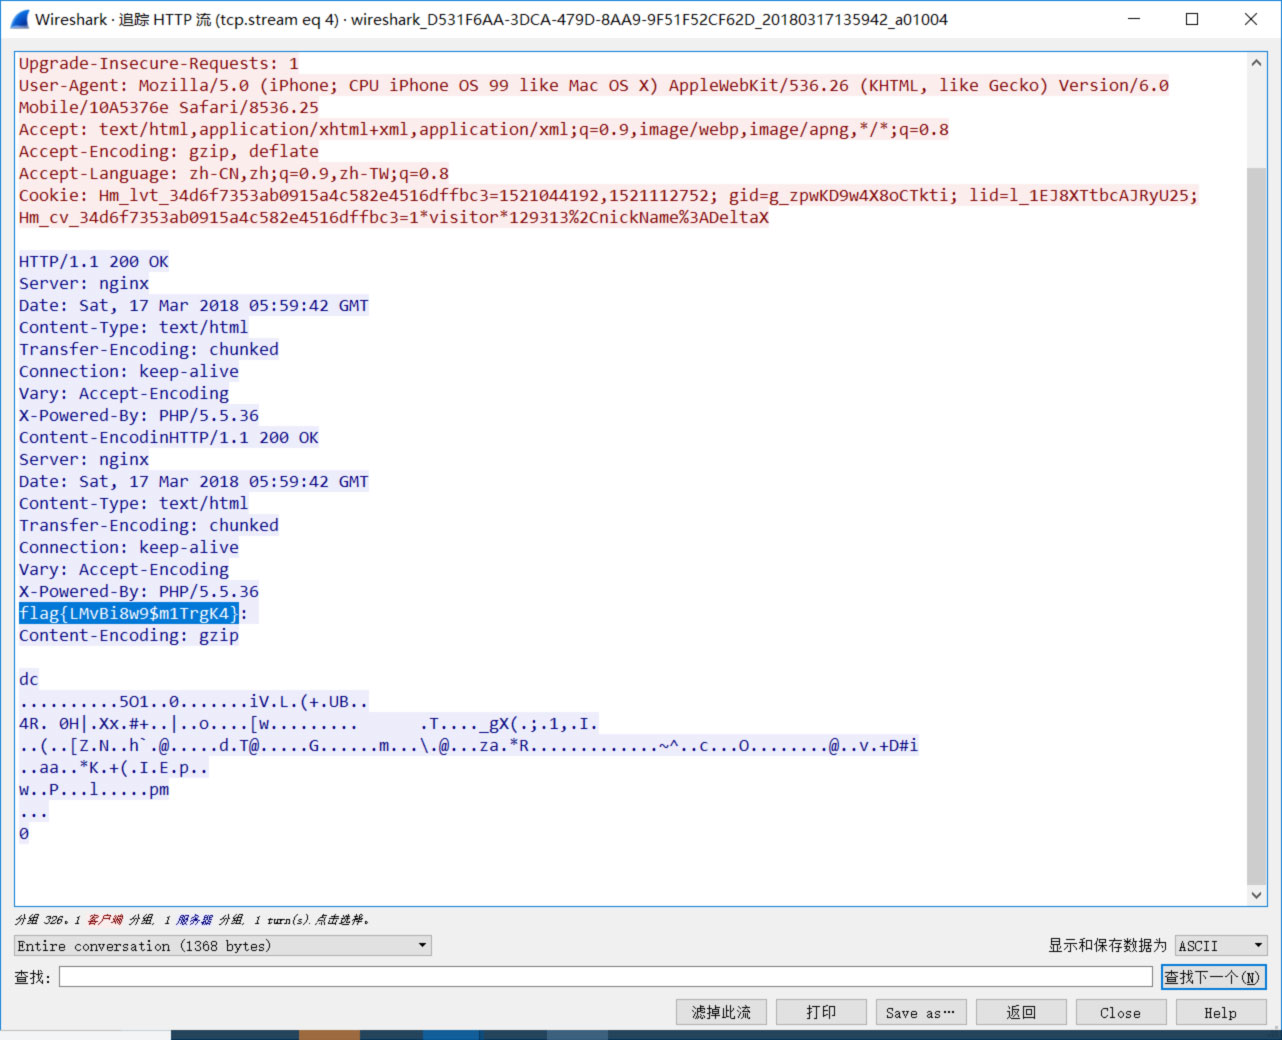 Wireshark · 追踪 HTTP 流 (tcp.stream eq 4) · wireshark_D531F6AA-3DCA-479D-8AA9-9F51F52CF62D_20180317135942_a01004
Upgrade-Insecure-Requests: 1
User-Agent: Mozilla/5.0 (iPhone; CPU iPhone OS 99 like Mac OS X) AppleWebKit/536.26 (KHTML, like Gecko) Version/6.0
Mobile/10A5376e Safari/8536.25
Accept: text/html,application/xhtml+xml,application/xml;q=0.9,image/webp,image/apng,*/*;q=0.8
Accept-Encoding: gzip, deflate
Accept-Language: zh-CN,zh;q=0.9,zh-TW;q=0.8
Cookie: Hm_lvt_34d6f7353ab0915a4c582e4516dffbc3=1521044192,1521112752; gid=g_zpwKD9w4X8oCTkti; lid=l_1EJ8XTtbcAJRyU25;
Hm_cv_34d6f7353ab0915a4c582e4516dffbc3=1*visitor*129313%2CnickName%3ADeltaX
HTTP/1.1 200 OK
Server: nginx
Date: Sat, 17 Mar 2018 05:59:42 GMT
Content-Type: text/html
Transfer-Encoding: chunked
Connection: keep-alive
Vary: Accept-Encoding
X-Powered-By: PHP/5.5.36
Content-EncodinHTTP/1.1 200 OK
Server: nginx
Date: Sat, 17 Mar 2018 05:59:42 GMT
Content-Type: text/html
Transfer-Encoding: chunked
Connection: keep-alive
Vary: Accept-Encoding
X-Powered-By: PHP/5.5.36
flag{LMvBi8w9$m1TrgK4}:
Content-Encoding: gzip
dc
..........5O1..0.......iV.L.(+.UB..
4R. 0H|.Xx.#+..|..o....[w.........      .T...._gX(.;.1,.I.
..(..[Z.N..h`.@.....d.T@.....G......m...\.@...za.*R.............~^..c...O........@..v.+D#i
..aa..*K.+(.I.E.p..
w..P...l.....pm
...
0
分组 326。1 客户端 分组, 1 服务器 分组, 1 turn(s). 点击选择。
Entire conversation (1368 bytes)
显示和保存数据为 ASCII
查找:
查找下一个(N)
滤掉此流 打印 Save as… 返回 Close Help